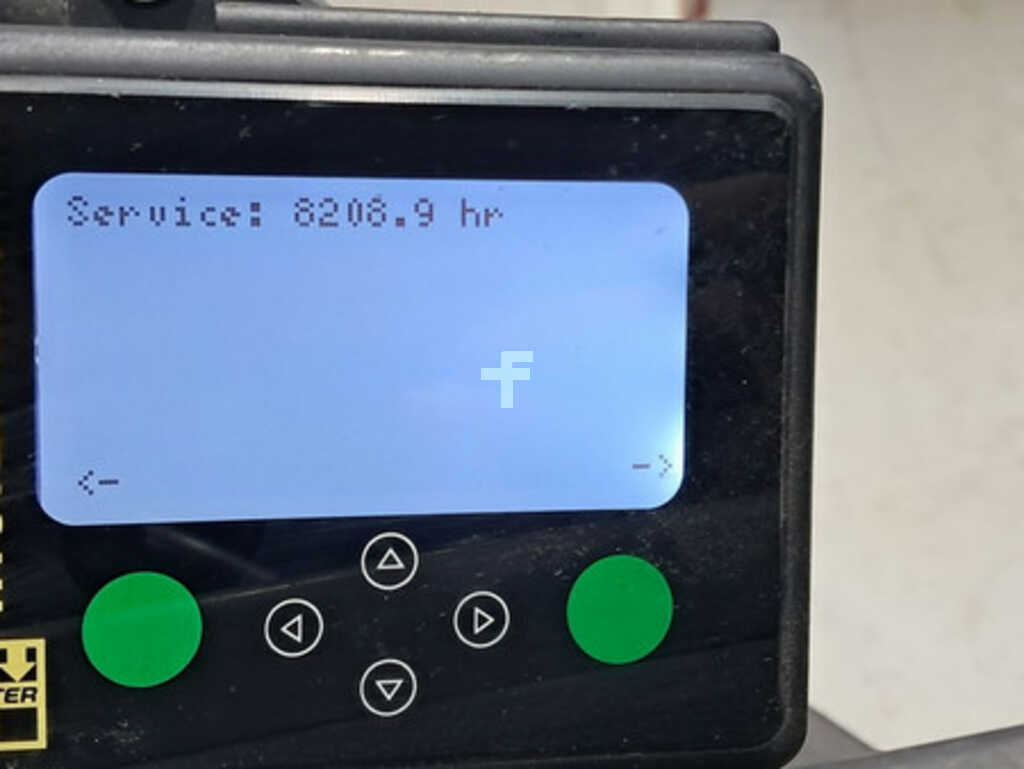 Service: 8208.9 hr
<- ->
TER